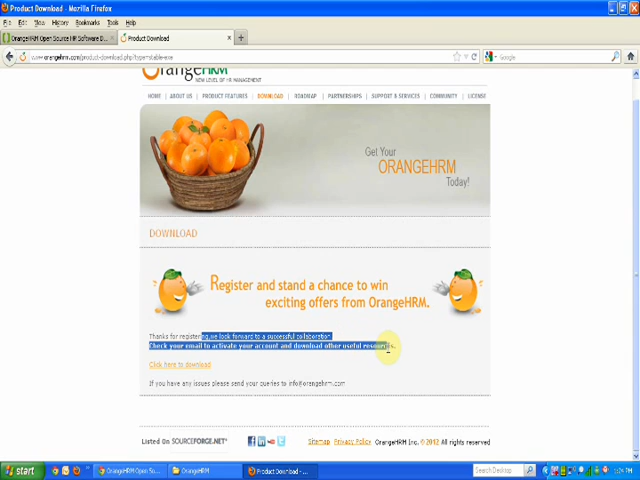 Product Download - Mozilla Firefox
File Edit View History Bookmarks Tools Help
OrangeHRM Open Source HR Software D... × Product Download × +
www.orangehrm.com/product-download.php?type=stable-exe Google
OrangeHRM
NEW LEVEL OF HR MANAGEMENT
HOME | ABOUT US | PRODUCT FEATURES | DOWNLOAD | ROADMAP | PARTNERSHIPS | SUPPORT & SERVICES | COMMUNITY | LICENSE
Get Your
ORANGEHRM
Today!
DOWNLOAD
Register and stand a chance to win
exciting offers from OrangeHRM.
Thanks for we look forward to a successful collaboration
Check your email to activate your account and download other useful resources.
Click here to download
If you have any issues please send your queries to info@orangehrm.com
Listed On SOURCEFORGE.NET Sitemap Privacy Policy OrangeHRM Inc. © 2012 All rights reserved
start OrangeHRM Open So... OrangeHRM Product Download - ... Search Desktop